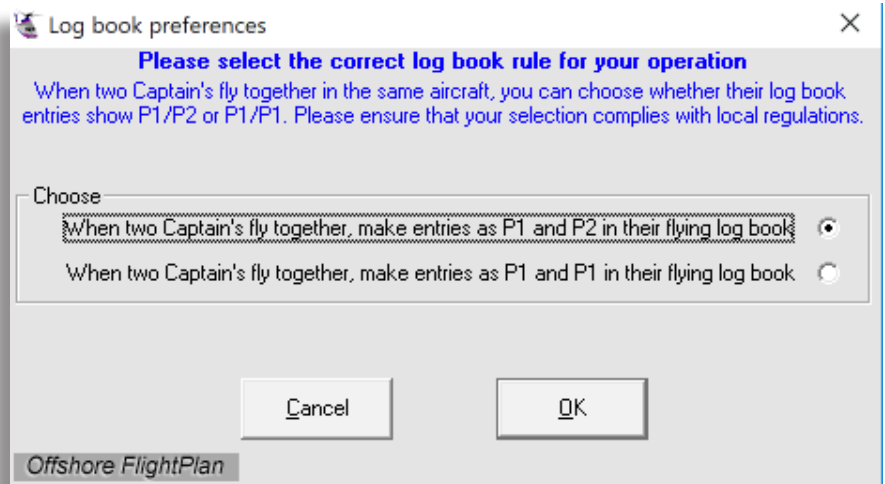 Log book preferences
Please select the correct log book rule for your operation
When two Captain's fly together in the same aircraft, you can choose whether their log book
entries show P1/P2 or P1/P1. Please ensure that your selection complies with local regulations.
Choose
When two Captain's fly together, make entries as P1 and P2 in their flying log book
When two Captain's fly together, make entries as P1 and P1 in their flying log book
Cancel OK
Offshore FlightPlan